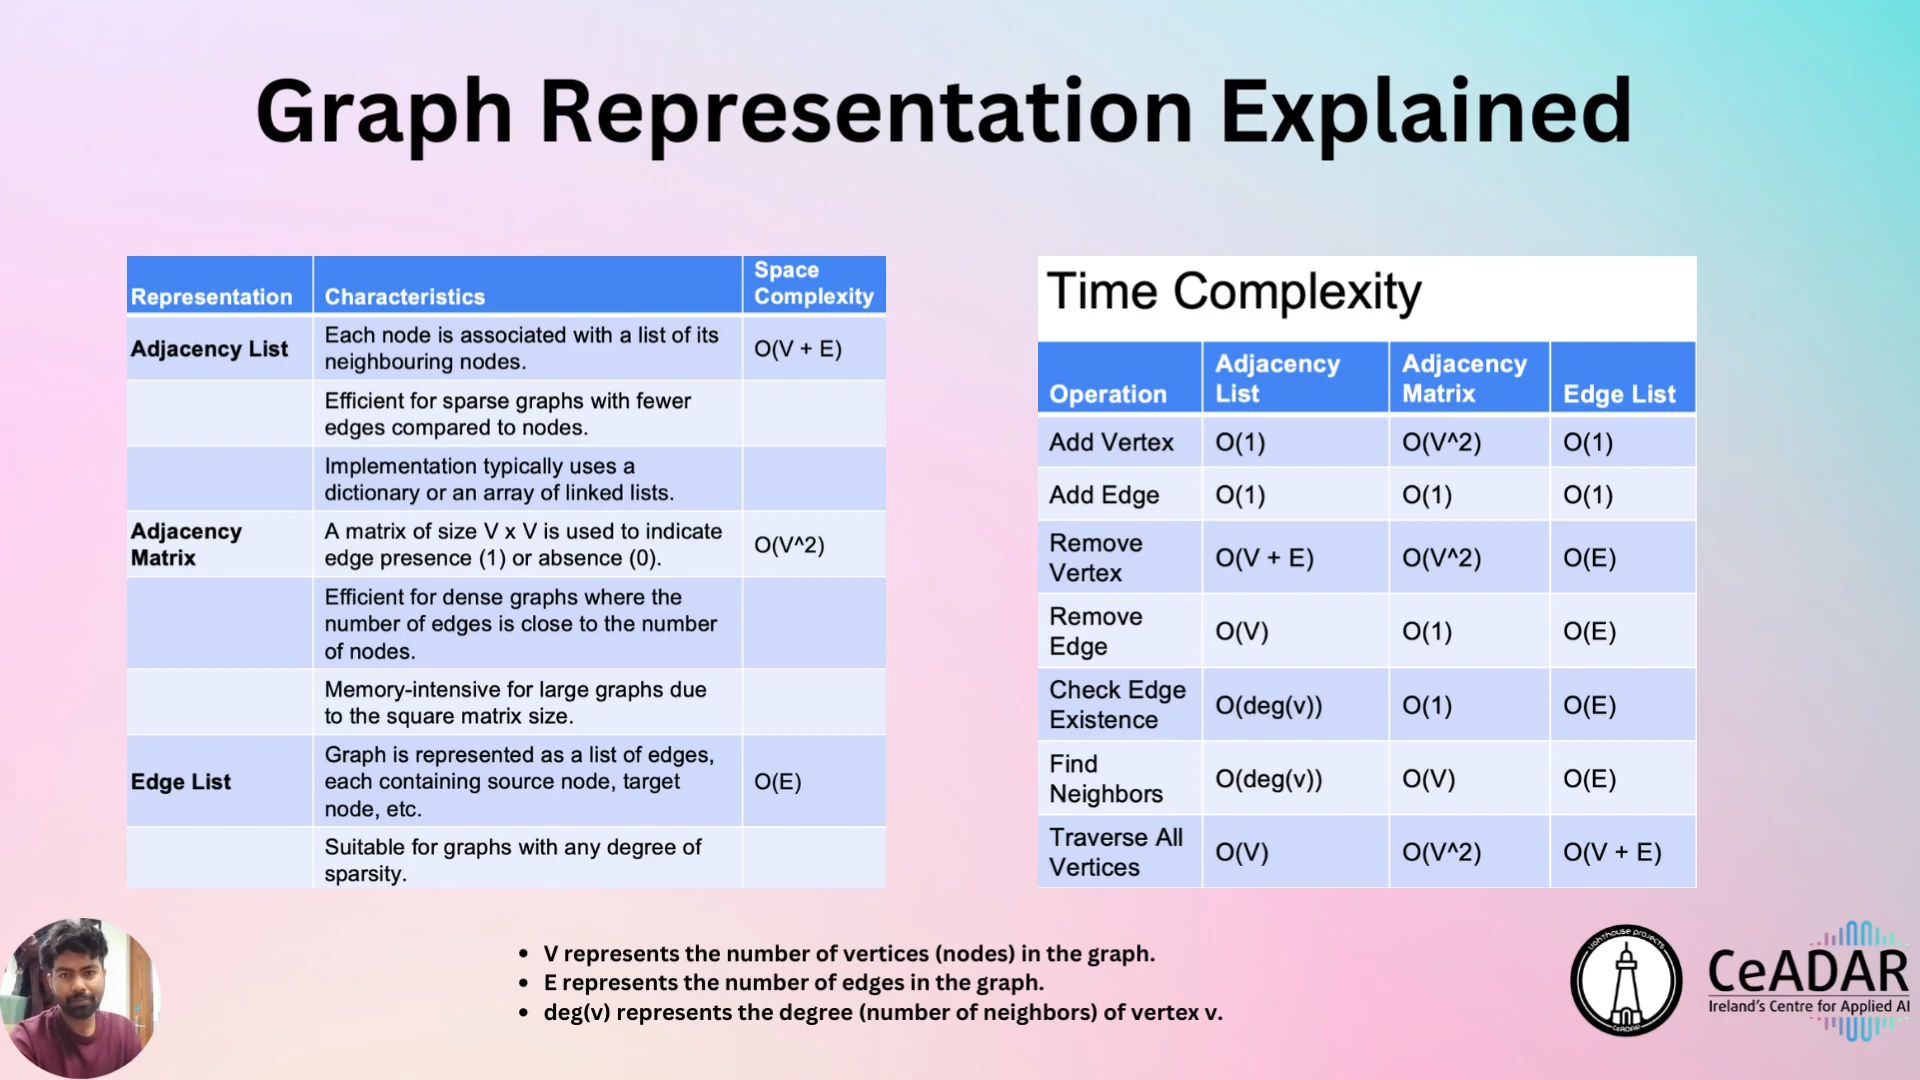 Graph Representation Explained
Representation
Characteristics
Space
Complexity
Adjacency List
Each node is associated with a list of its
neighbouring nodes.
O(V + E)
Efficient for sparse graphs with fewer
edges compared to nodes.
Implementation typically uses a
dictionary or an array of linked lists.
Adjacency
Matrix
A matrix of size V x V is used to indicate
edge presence (1) or absence (0).
O(V^2)
Efficient for dense graphs where the
number of edges is close to the number
of nodes.
Memory-intensive for large graphs due
to the square matrix size.
Edge List
Graph is represented as a list of edges,
each containing source node, target
node, etc.
O(E)
Suitable for graphs with any degree of
sparsity.
Time Complexity
Operation
Adjacency
List
Adjacency
Matrix
Edge List
Add Vertex
O(1)
O(V^2)
O(1)
Add Edge
O(1)
O(1)
O(1)
Remove
Vertex
O(V + E)
O(V^2)
O(E)
Remove
Edge
O(V)
O(1)
O(E)
Check Edge
Existence
O(deg(v))
O(1)
O(E)
Find
Neighbors
O(deg(v))
O(V)
O(E)
Traverse All
Vertices
O(V)
O(V^2)
O(V + E)
• V represents the number of vertices (nodes) in the graph.
• E represents the number of edges in the graph.
• deg(v) represents the degree (number of neighbors) of vertex v.
LIGHTHOUSE PROJECTS
CeADAR
CeADAR
Ireland's Centre for Applied AI